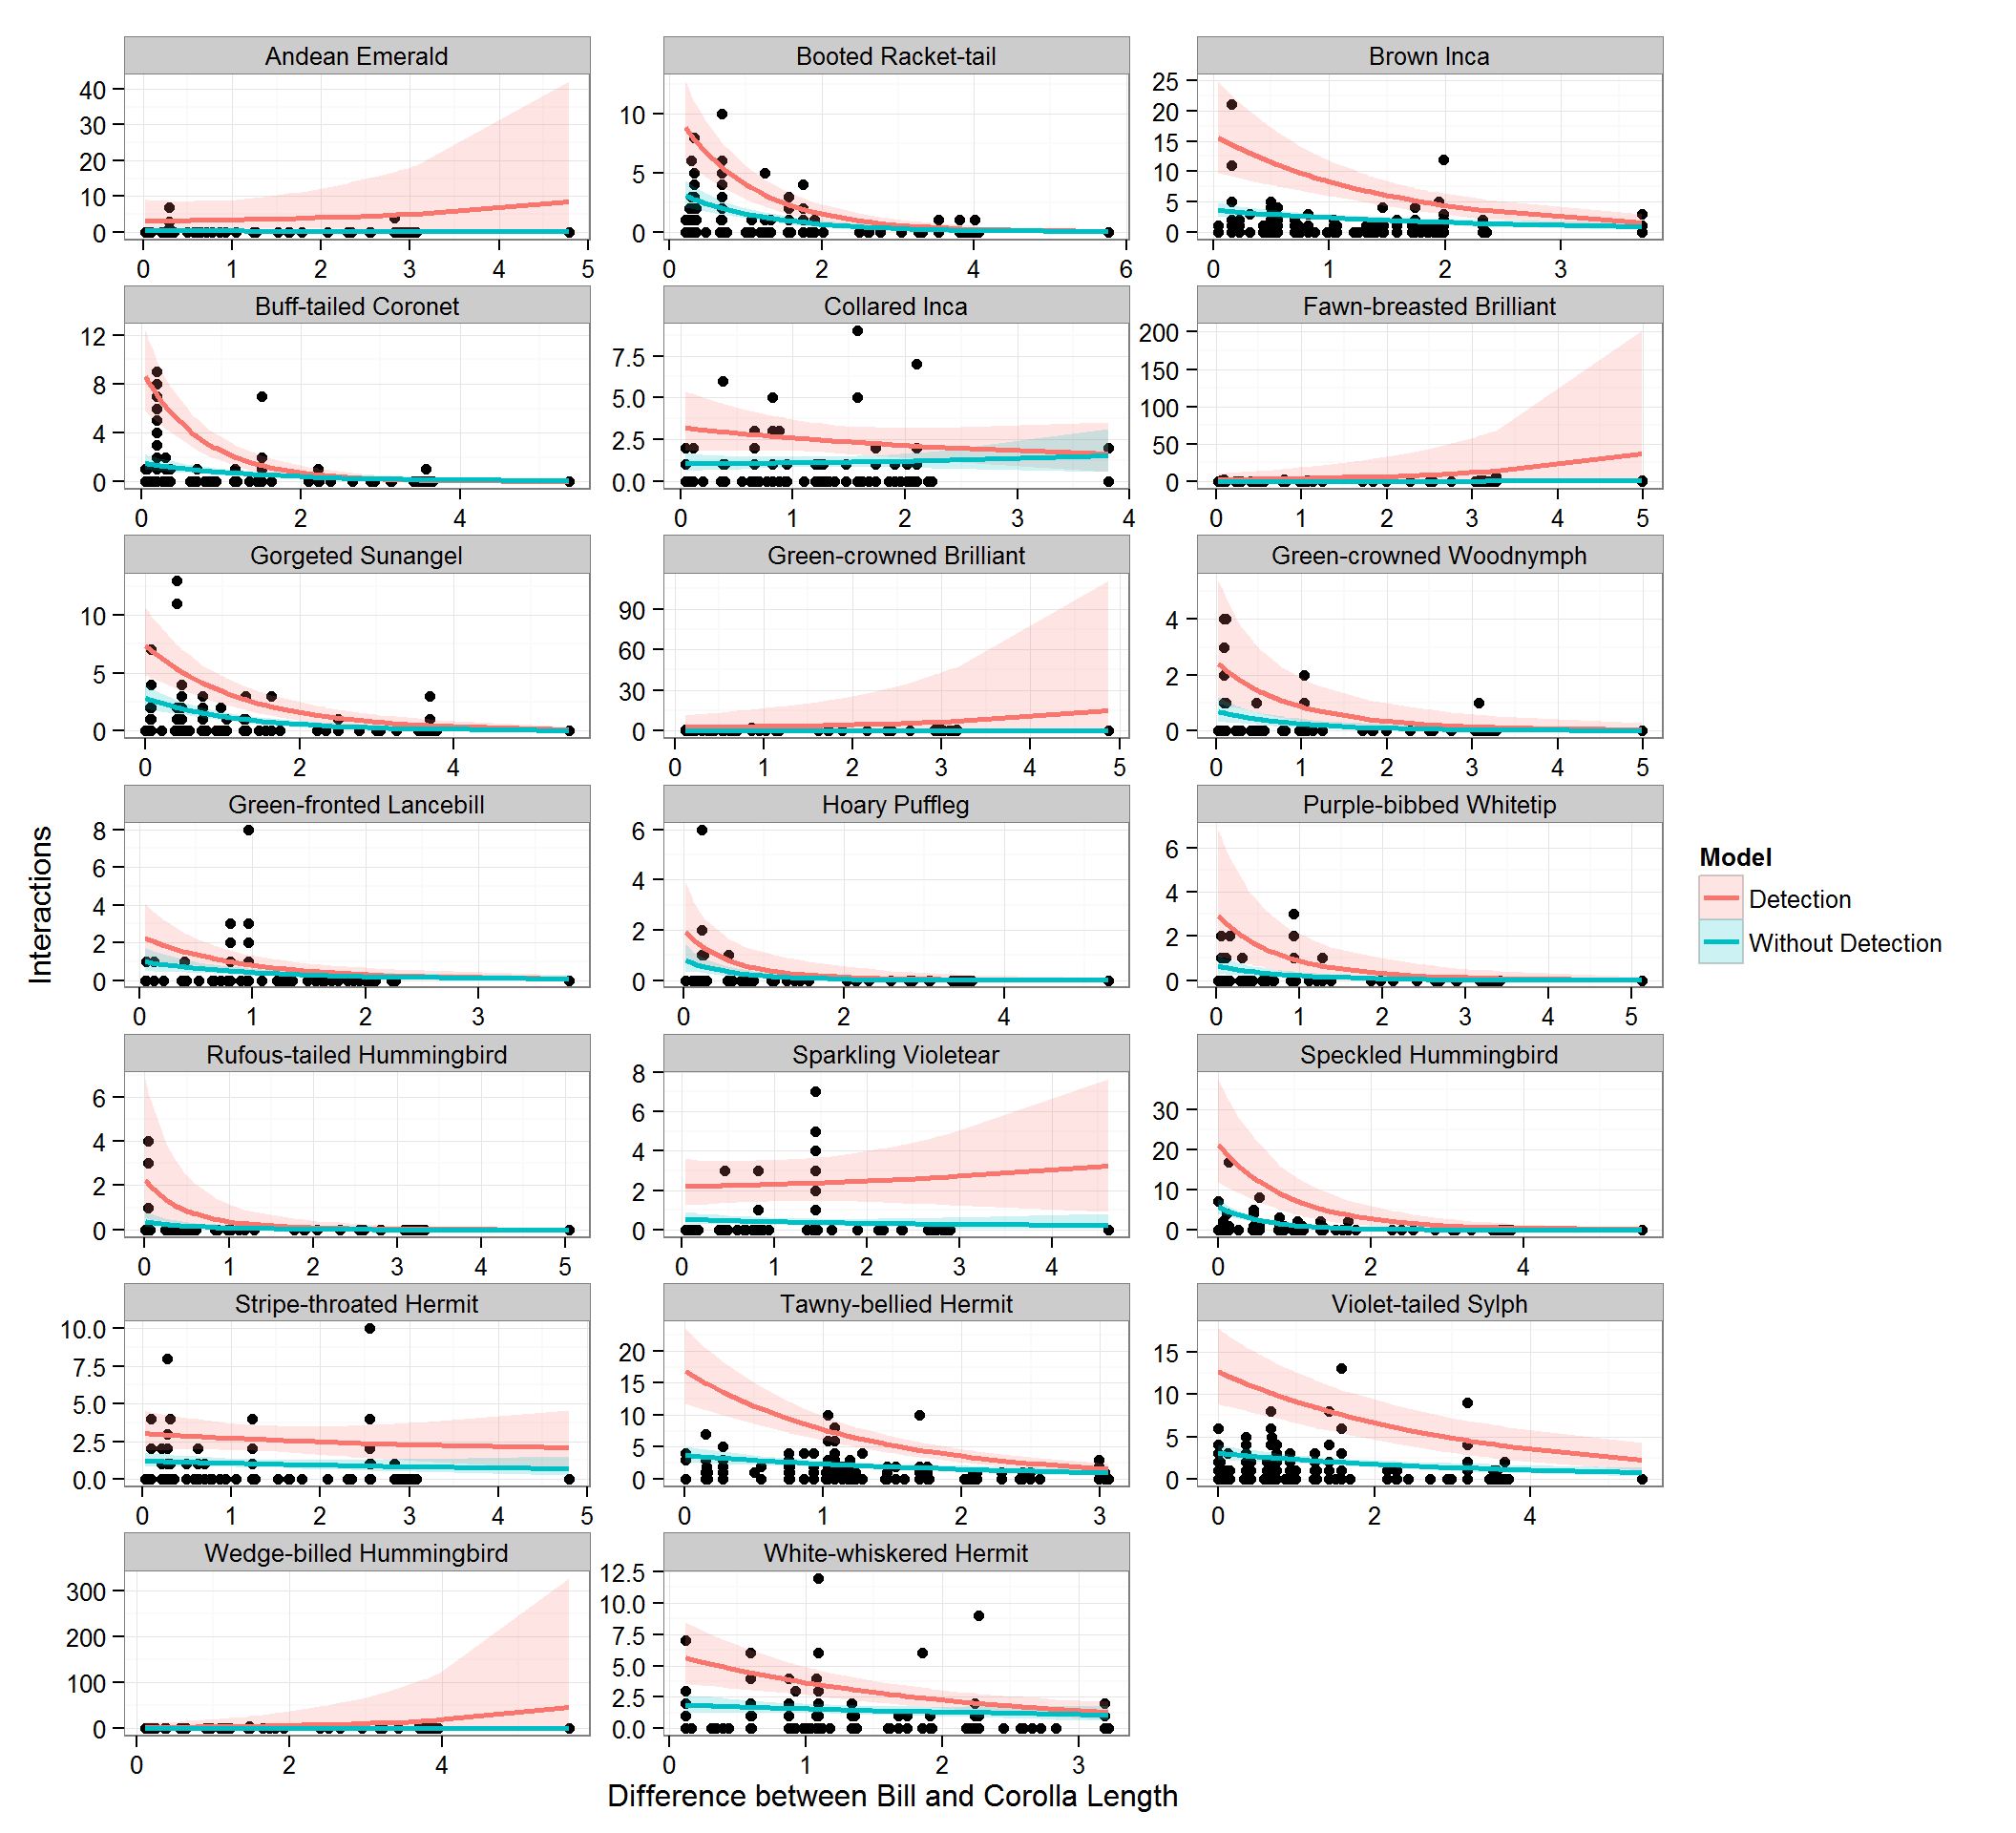 Andean Emerald Booted Racket-tail Brown Inca
40 30 20 10 0
10 5 0
25 20 15 10 5 0
0 1 2 3 4 5
0 2 4 6
0 1 2 3
Buff-tailed Coronet Collared Inca Fawn-breasted Brilliant
12 8 4 0
7.5 5.0 2.5 0.0
200 150 100 50 0
0 2 4
0 1 2 3 4
0 1 2 3 4 5
Gorgeted Sunangel Green-crowned Brilliant Green-crowned Woodnymph
10 5 0
90 60 30 0
4 2 0
0 2 4
0 1 2 3 4 5
0 1 2 3 4 5
Green-fronted Lancebill Hoary Puffleg Purple-bibbed Whitetip
8 6 4 2 0
6 4 2 0
6 4 2 0
0 1 2 3
0 2 4
0 1 2 3 4 5
Rufous-tailed Hummingbird Sparkling Violetear Speckled Hummingbird
6 4 2 0
8 6 4 2 0
30 20 10 0
0 1 2 3 4 5
0 1 2 3 4
0 2 4
Stripe-throated Hermit Tawny-bellied Hermit Violet-tailed Sylph
10.0 7.5 5.0 2.5 0.0
20 15 10 5 0
15 10 5 0
0 1 2 3 4 5
0 1 2 3
0 2 4
Wedge-billed Hummingbird White-whiskered Hermit
300 200 100 0
12.5 10.0 7.5 5.0 2.5 0.0
0 2 4
0 1 2 3
Interactions
Difference between Bill and Corolla Length
Model
Detection
Without Detection